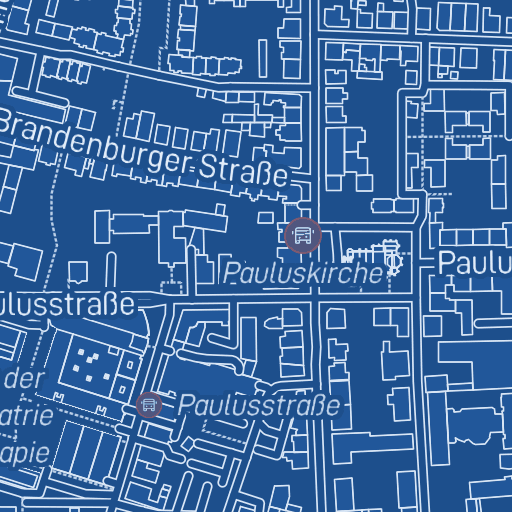 Brandenburger Straße
Pauluskirche
Paulu
ulusstraße
der
atrie
apie
Paulusstraße